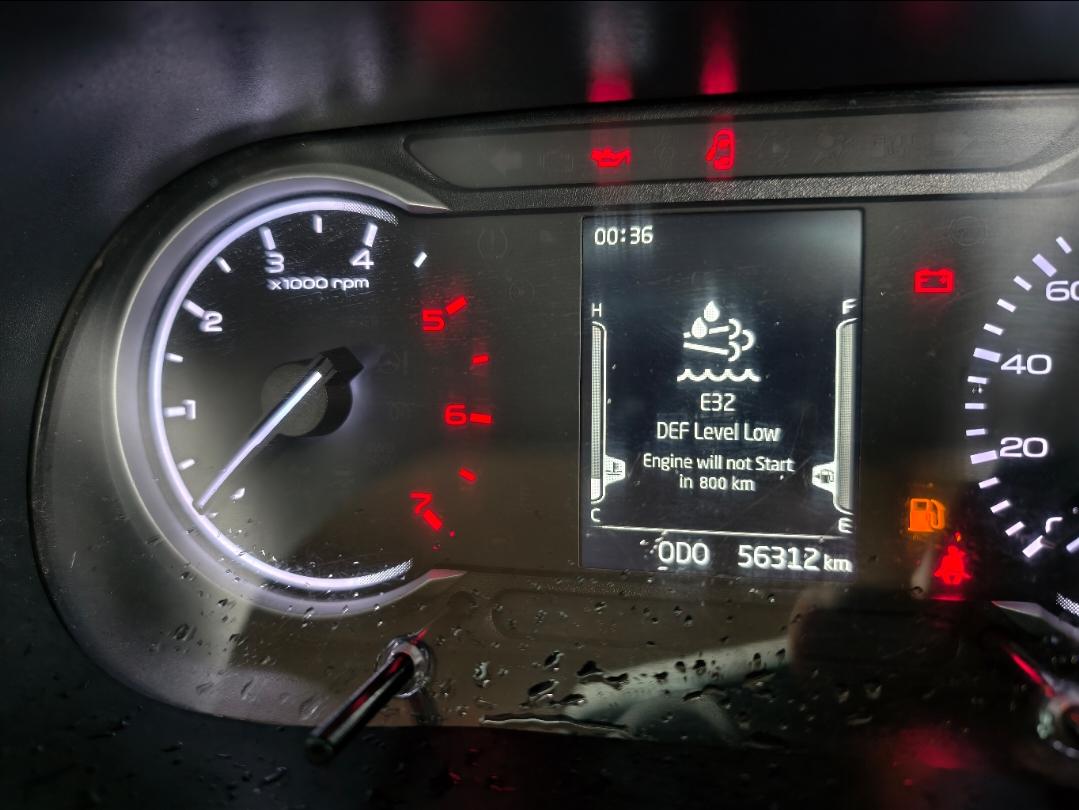 00:36
3
4
x1000 rpm
2
5
1
6
7
H
F
E32
DEF Level Low
Engine will not Start
in 800 km
C
E
ODO 56312 km
60
40
20